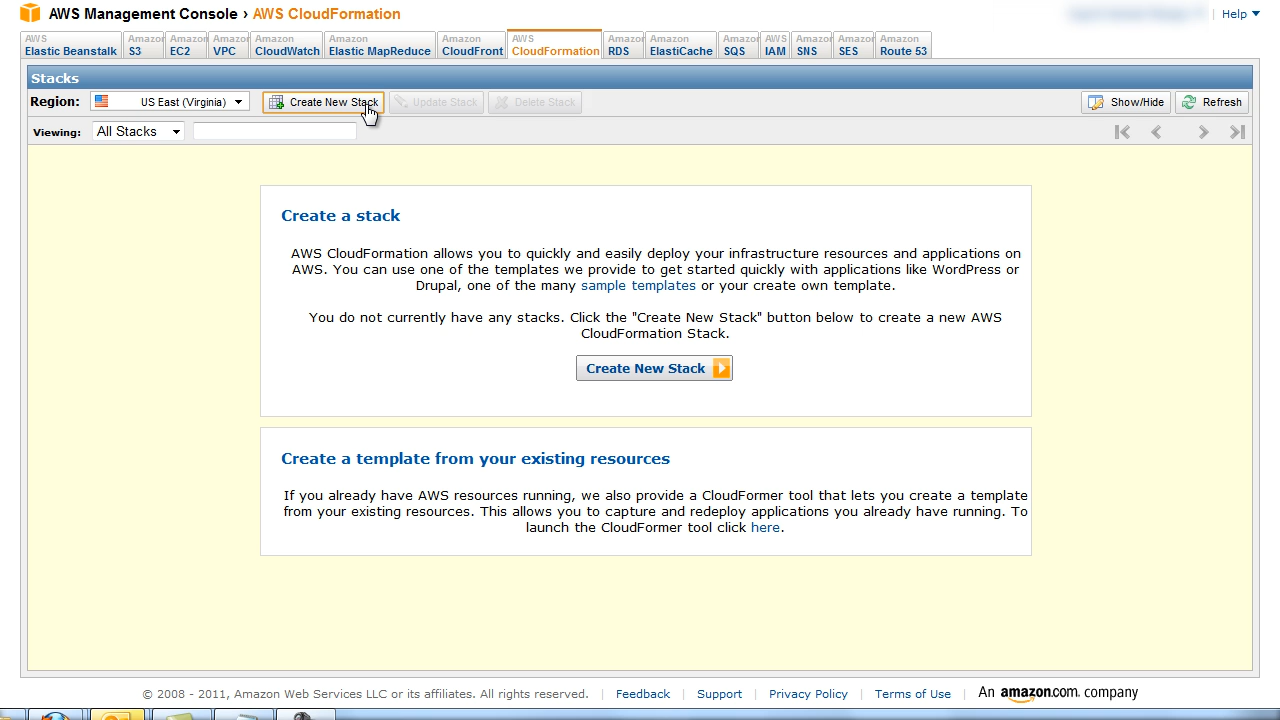 AWS Management Console › AWS CloudFormation
Help
AWS Elastic Beanstalk
Amazon S3
Amazon EC2
Amazon VPC
Amazon CloudWatch
Amazon Elastic MapReduce
Amazon CloudFront
AWS CloudFormation
Amazon RDS
Amazon ElastiCache
Amazon SQS
AWS IAM
Amazon SNS
Amazon SES
Amazon Route 53
Stacks
Region: US East (Virginia) Create New Stack Update Stack Delete Stack Show/Hide Refresh
Viewing: All Stacks
Create a stack
AWS CloudFormation allows you to quickly and easily deploy your infrastructure resources and applications on
AWS. You can use one of the templates we provide to get started quickly with applications like WordPress or
Drupal, one of the many sample templates or your create own template.
You do not currently have any stacks. Click the "Create New Stack" button below to create a new AWS
CloudFormation Stack.
Create New Stack
Create a template from your existing resources
If you already have AWS resources running, we also provide a CloudFormer tool that lets you create a template
from your existing resources. This allows you to capture and redeploy applications you already have running. To
launch the CloudFormer tool click here.
© 2008 - 2011, Amazon Web Services LLC or its affiliates. All rights reserved. | Feedback | Support | Privacy Policy | Terms of Use | An amazon.com. company